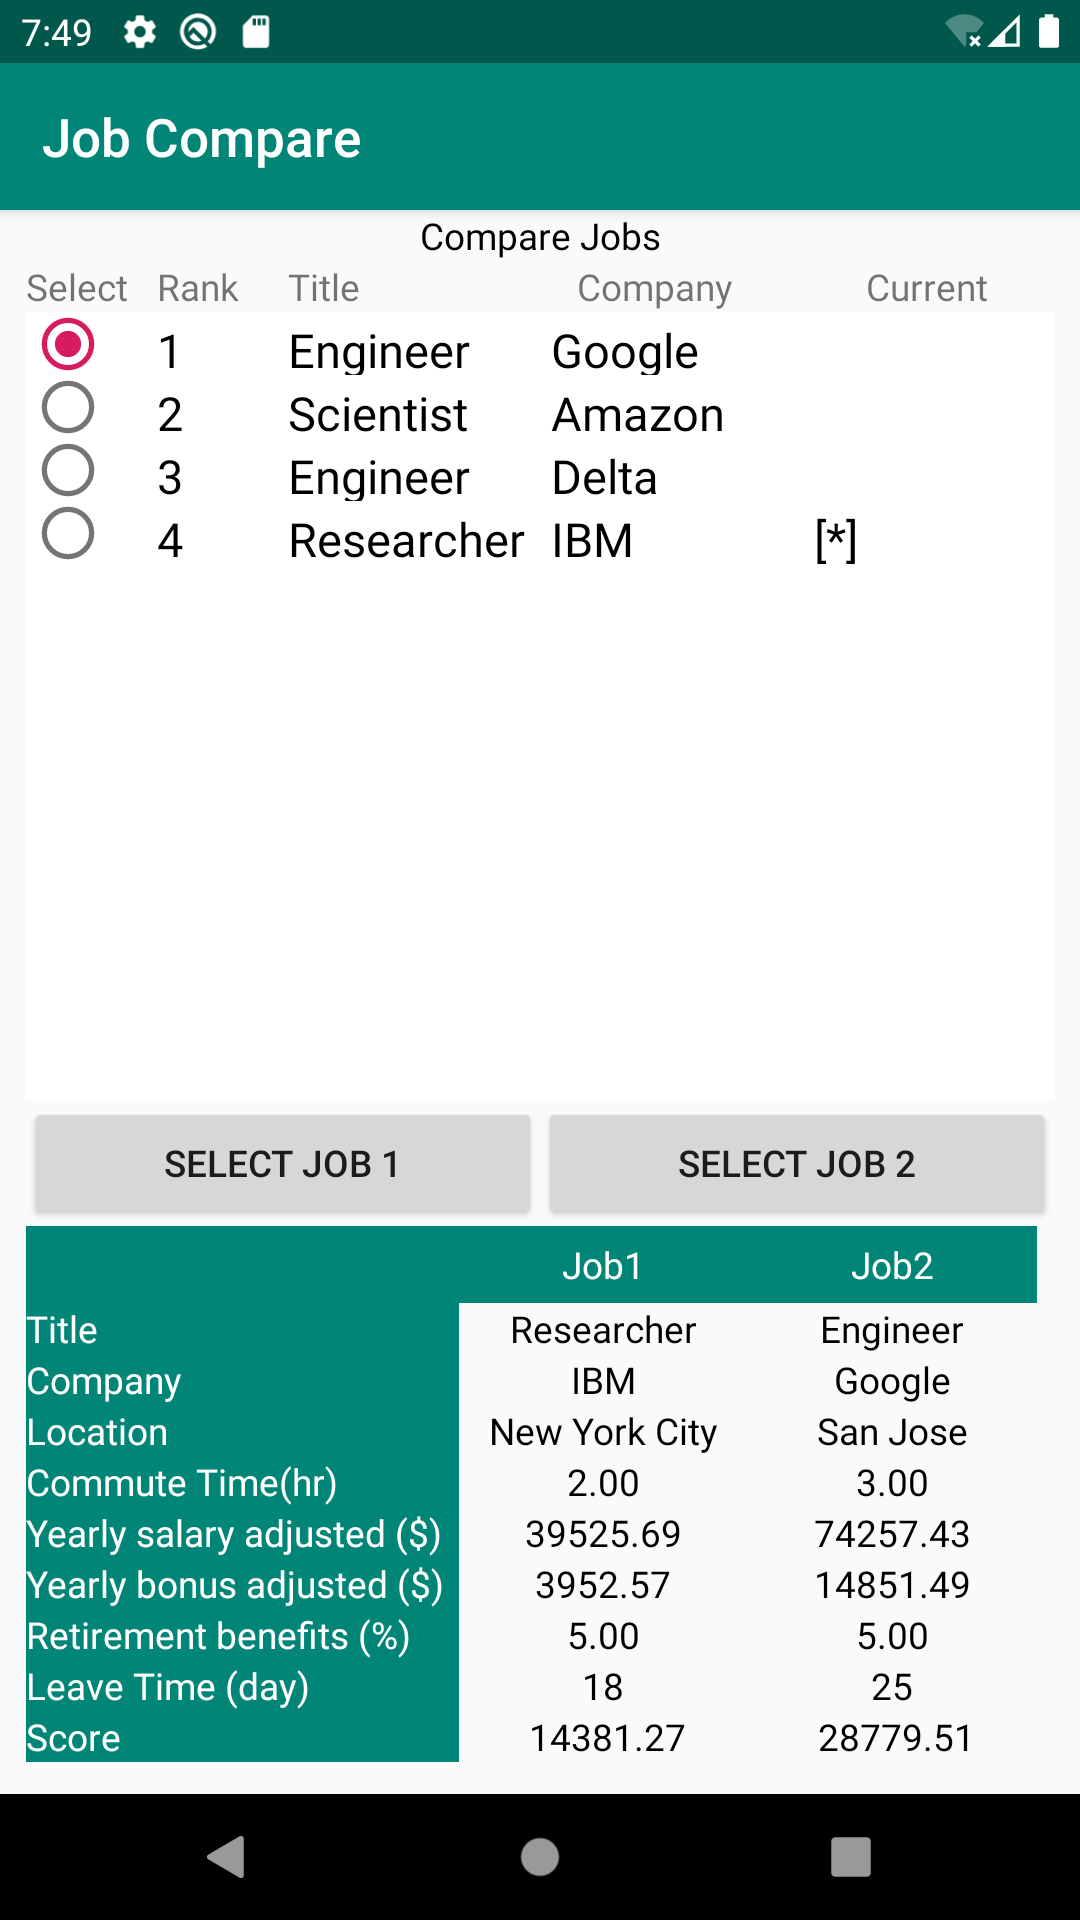 7:49
Job Compare
Compare Jobs
Select Rank Title Company Current
1 Engineer Google
2 Scientist Amazon
3 Engineer Delta
4 Researcher IBM [*]
SELECT JOB 1 SELECT JOB 2
Job1 Job2
Title Researcher Engineer
Company IBM Google
Location New York City San Jose
Commute Time(hr) 2.00 3.00
Yearly salary adjusted ($) 39525.69 74257.43
Yearly bonus adjusted ($) 3952.57 14851.49
Retirement benefits (%) 5.00 5.00
Leave Time (day) 18 25
Score 14381.27 28779.51